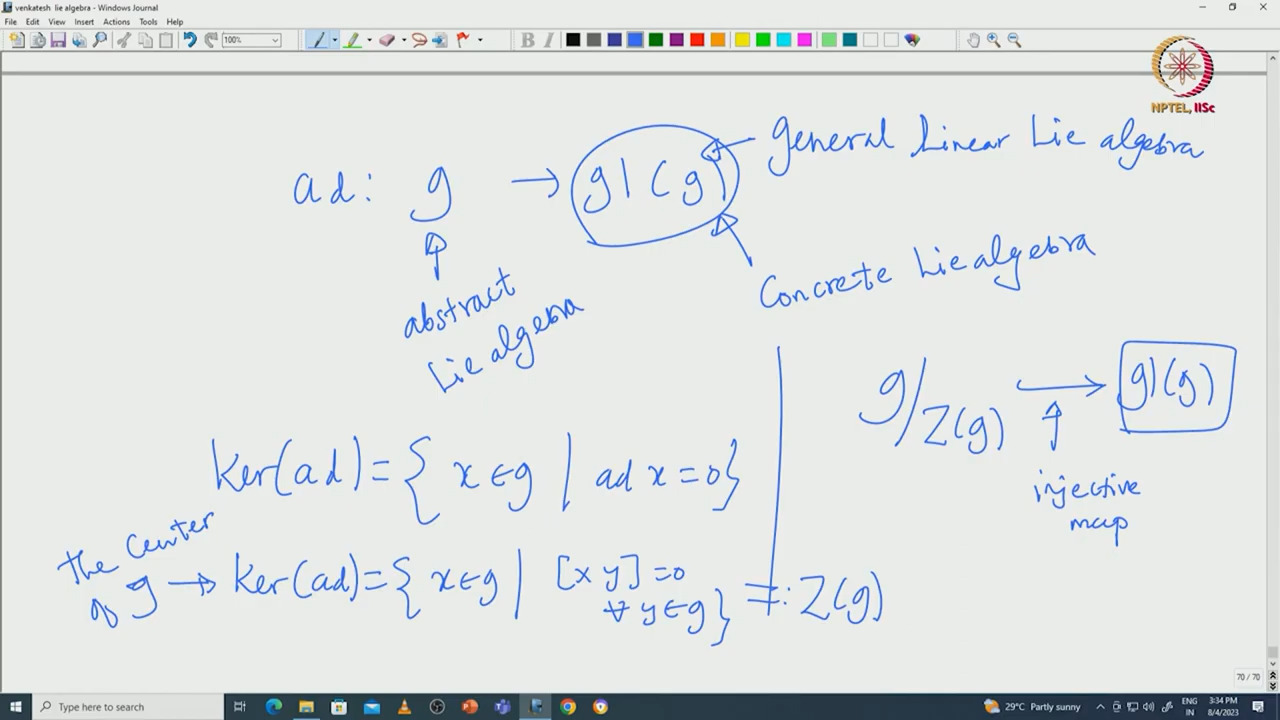 venkatesh lie algebra - Windows Journal
File Edit View Insert Actions Tools Help
100%
NPTEL, IISc
ad: g → gl(g)
general linear Lie algebra
abstract
Lie algebra
Concrete Lie algebra
g/Z(g) → gl(g)
injective
map
Ker(ad) = { x ∈ g | ad x = 0 }
the center
of g → Ker(ad) = { x ∈ g | [x y] = 0
∀ y ∈ g } =: Z(g)
70 / 70
Type here to search
29°C Partly sunny
ENG
IN
3:34 PM
8/4/2023